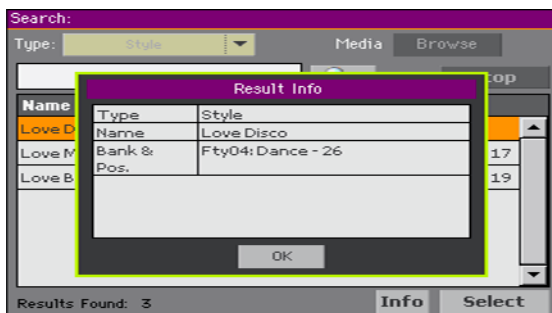 Search:
Type: Style Media Browse
Result Info
top
Name
Type Style
Love D
Name Love Disco
Love M
Bank & Fty04: Dance - 26
17
Pos.
Love B
19
OK
Results Found: 3 Info Select